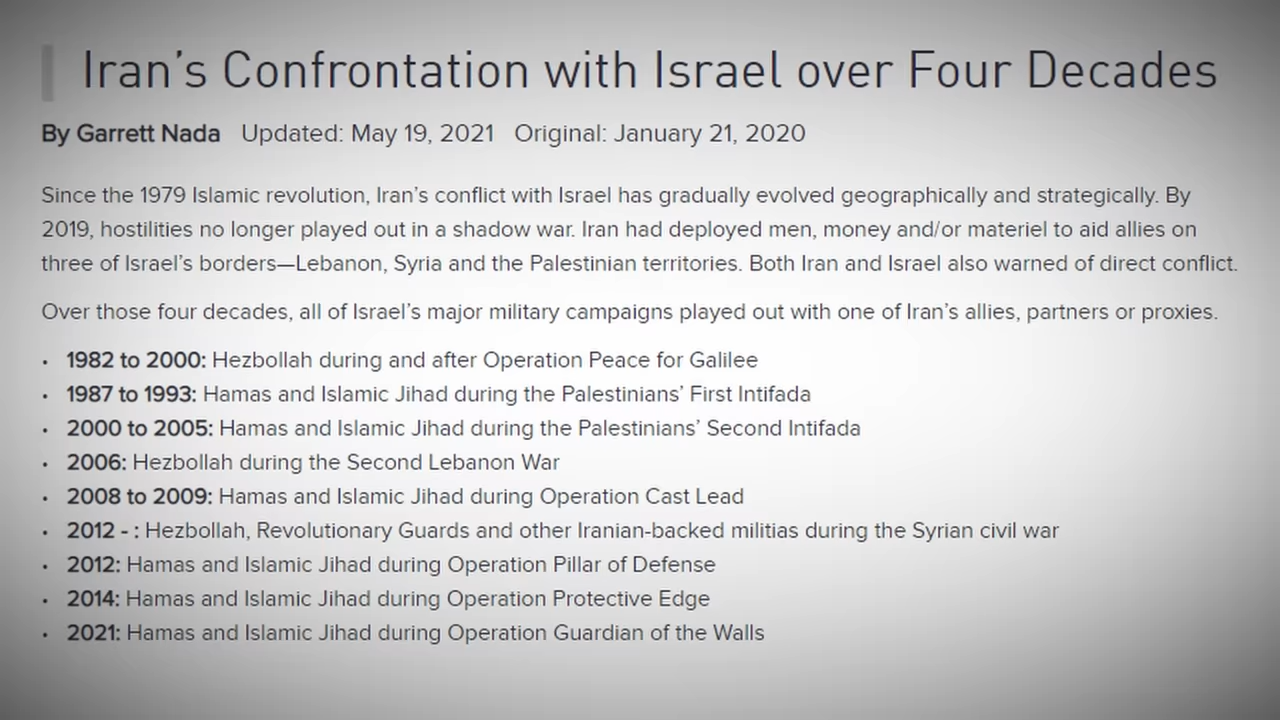 Iran’s Confrontation with Israel over Four Decades
By Garrett Nada Updated: May 19, 2021 Original: January 21, 2020
Since the 1979 Islamic revolution, Iran’s conflict with Israel has gradually evolved geographically and strategically. By
2019, hostilities no longer played out in a shadow war. Iran had deployed men, money and/or materiel to aid allies on
three of Israel’s borders—Lebanon, Syria and the Palestinian territories. Both Iran and Israel also warned of direct conflict.
Over those four decades, all of Israel’s major military campaigns played out with one of Iran’s allies, partners or proxies.
• 1982 to 2000: Hezbollah during and after Operation Peace for Galilee
• 1987 to 1993: Hamas and Islamic Jihad during the Palestinians’ First Intifada
• 2000 to 2005: Hamas and Islamic Jihad during the Palestinians’ Second Intifada
• 2006: Hezbollah during the Second Lebanon War
• 2008 to 2009: Hamas and Islamic Jihad during Operation Cast Lead
• 2012 - : Hezbollah, Revolutionary Guards and other Iranian-backed militias during the Syrian civil war
• 2012: Hamas and Islamic Jihad during Operation Pillar of Defense
• 2014: Hamas and Islamic Jihad during Operation Protective Edge
• 2021: Hamas and Islamic Jihad during Operation Guardian of the Walls